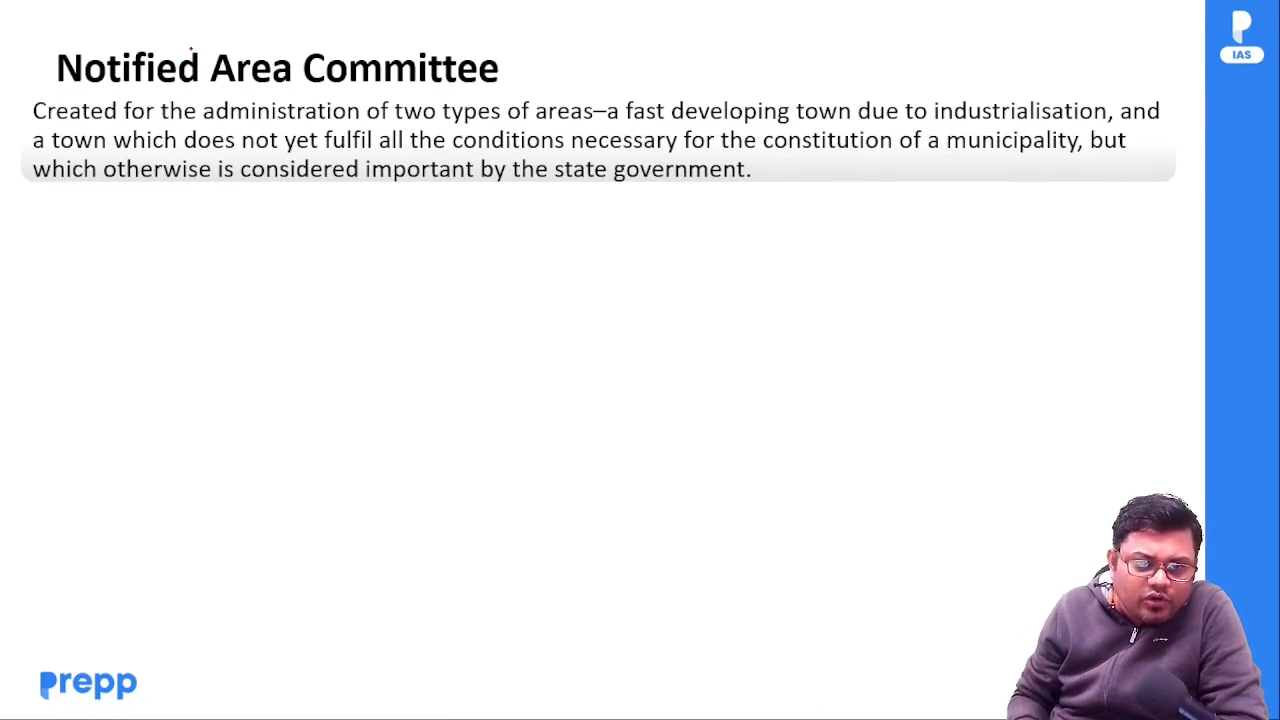 Notified Area Committee
Created for the administration of two types of areas–a fast developing town due to industrialisation, and
a town which does not yet fulfil all the conditions necessary for the constitution of a municipality, but
which otherwise is considered important by the state government.
IAS
prepp